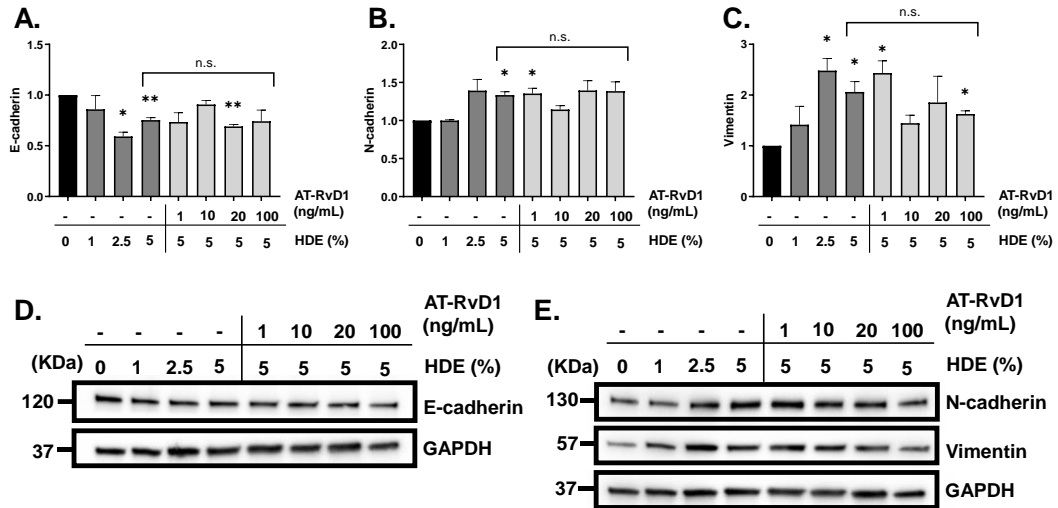 A.
1.5
1.0
0.5
0.0
E-cadherin
n.s.
* ** **
AT-RvD1
(ng/mL)
- - - - 1 10 20 100
0 1 2.5 5 5 5 5 5 HDE (%)
B.
2.0
1.5
1.0
0.5
0.0
N-cadherin
n.s.
* *
AT-RvD1
(ng/mL)
- - - - 1 10 20 100
0 1 2.5 5 5 5 5 5 HDE (%)
C.
3
2
1
0
Vimentin
n.s.
* * * *
AT-RvD1
(ng/mL)
- - - - 1 10 20 100
0 1 2.5 5 5 5 5 5 HDE (%)
D.
AT-RvD1
- - - - 1 10 20 100 (ng/mL)
(KDa) 0 1 2.5 5 5 5 5 5 HDE (%)
120 E-cadherin
37 GAPDH
E.
AT-RvD1
- - - - 1 10 20 100 (ng/mL)
(KDa) 0 1 2.5 5 5 5 5 5 HDE (%)
130 N-cadherin
57 Vimentin
37 GAPDH